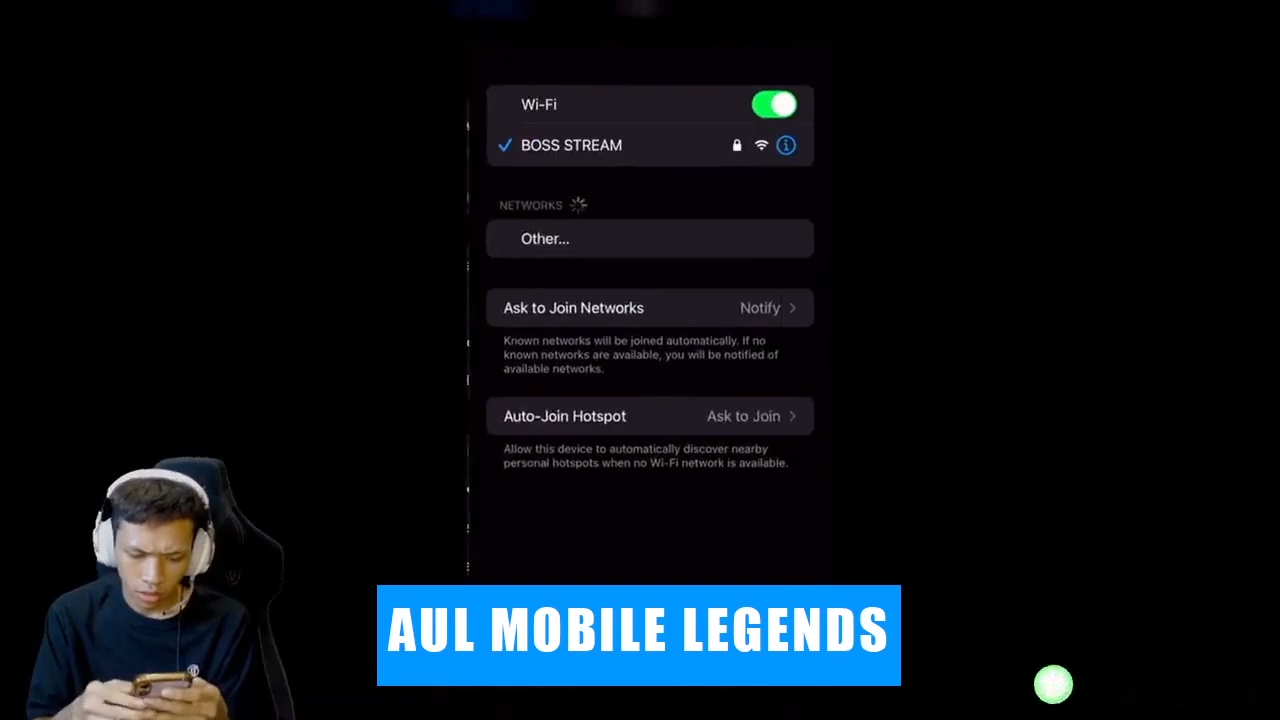 Wi-Fi
BOSS STREAM
NETWORKS
Other...
Ask to Join Networks Notify
Known networks will be joined automatically. If no
known networks are available, you will be notified of
available networks.
Auto-Join Hotspot Ask to Join
Allow this device to automatically discover nearby
personal hotspots when no Wi-Fi network is available.
AUL MOBILE LEGENDS